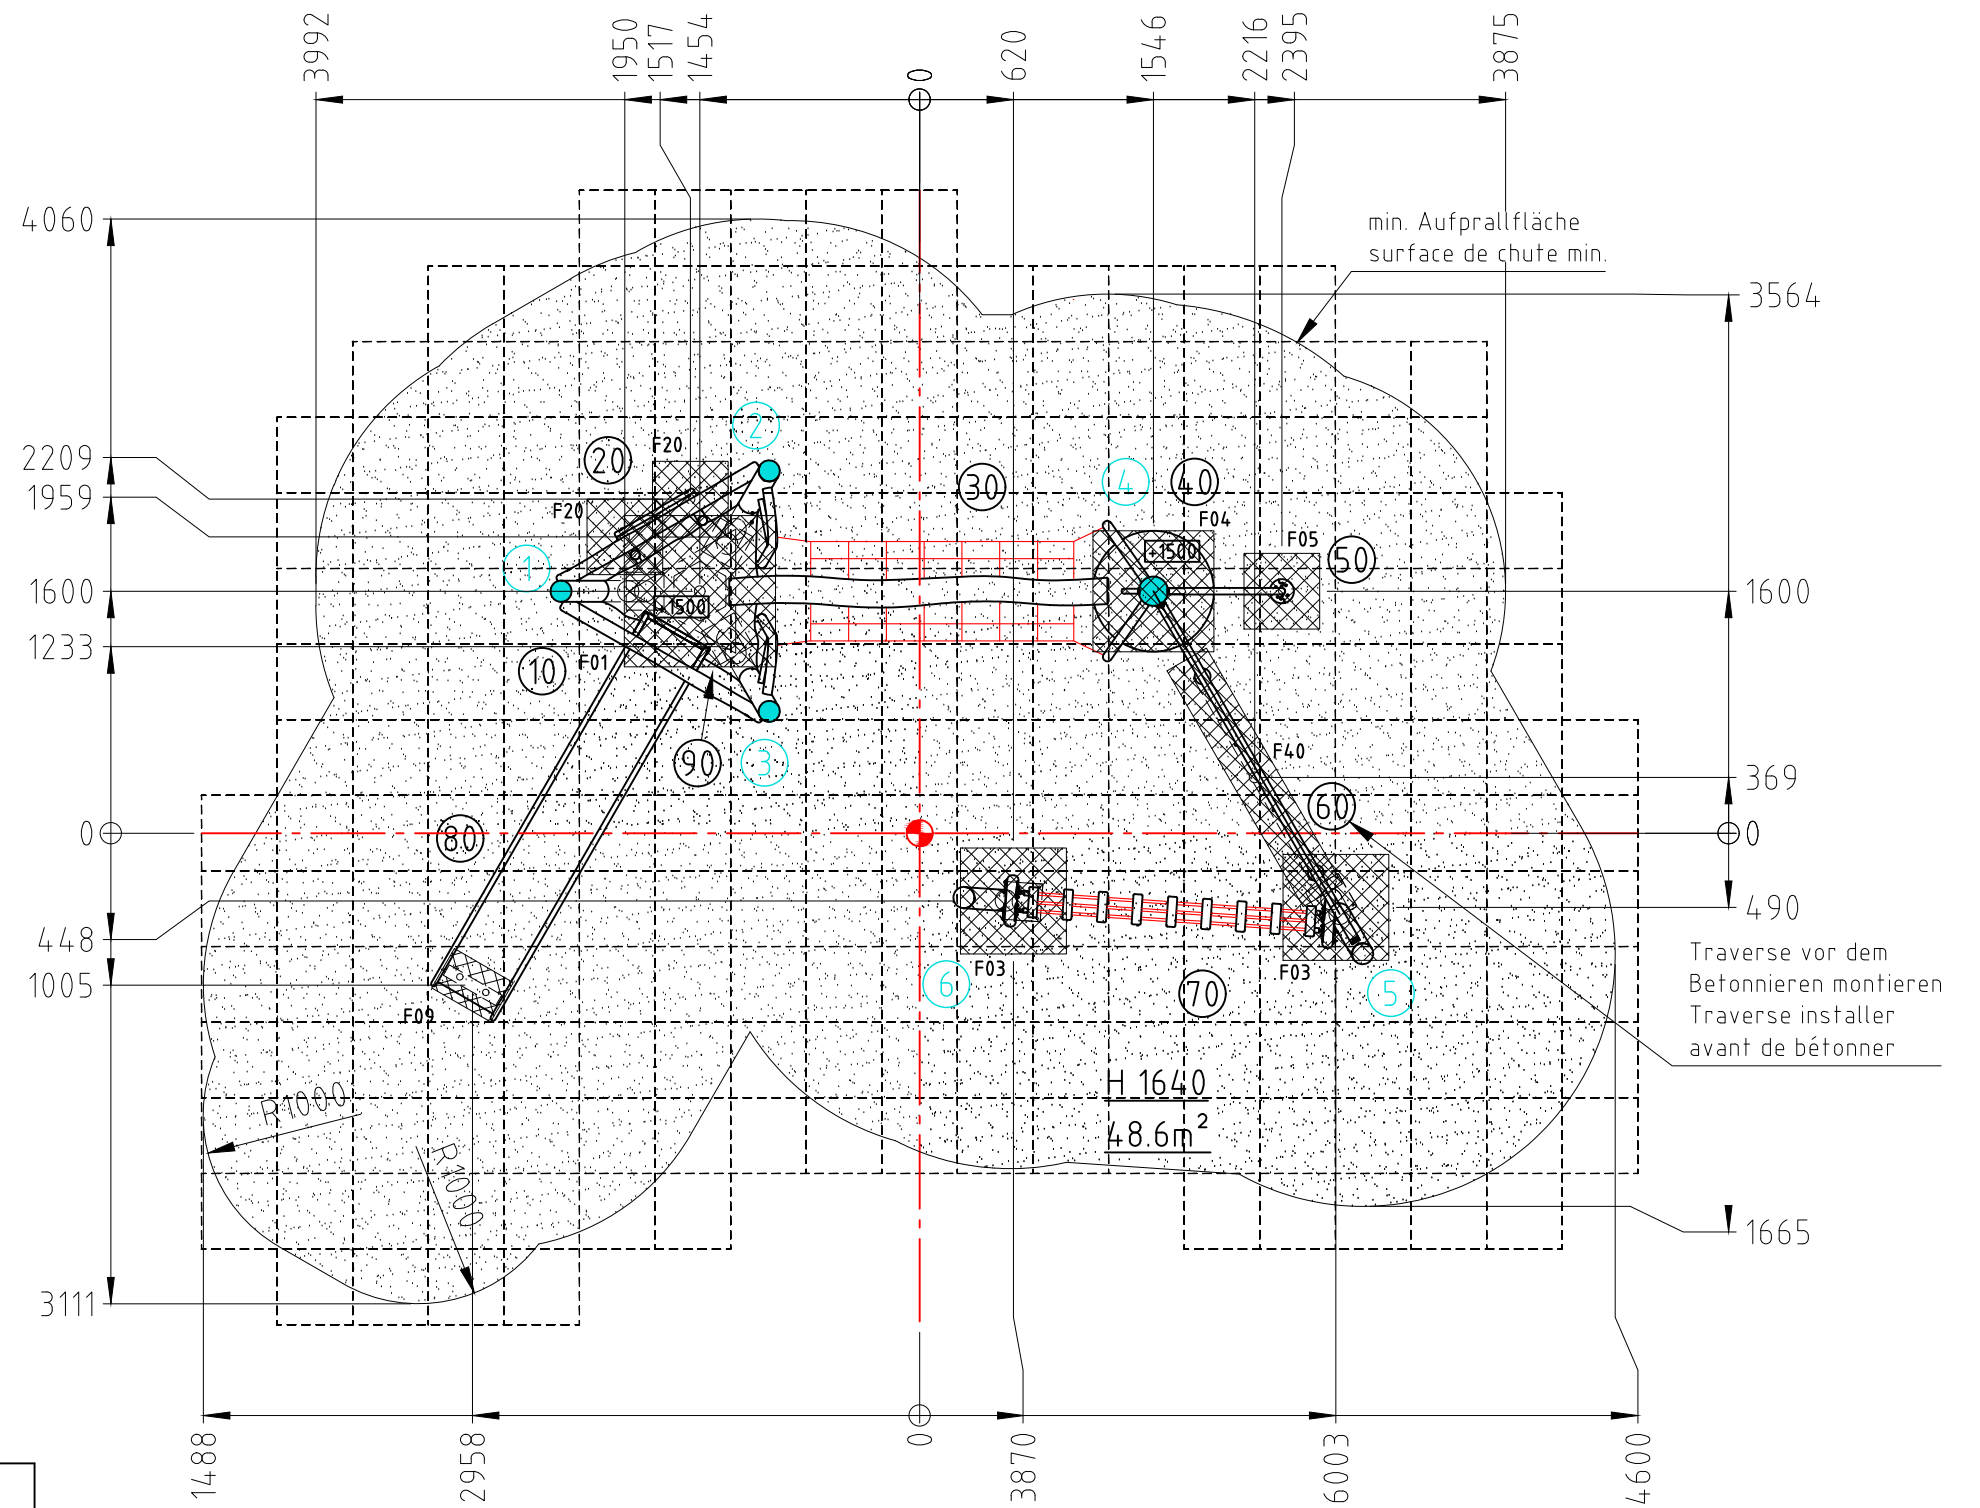 3992
1950
1517
1454
0
620
1546
2216
2395
3875
4060
min. Aufprallfläche
surface de chute min.
3564
2
20
F20
2209
1959
F20
30
4
40
F04
+1500
F05
50
1
1600
+1500
1600
1233
F01
10
90
3
F40
369
60
0
80
0
490
448
1005
F09
6
F03
70
F03
5
Traverse vor dem
Betonnieren montieren
Traverse installer
avant de bétonner
R1000
R1000
H 1640
48.6m²
1665
3111
1488
2958
0
3870
6003
4600